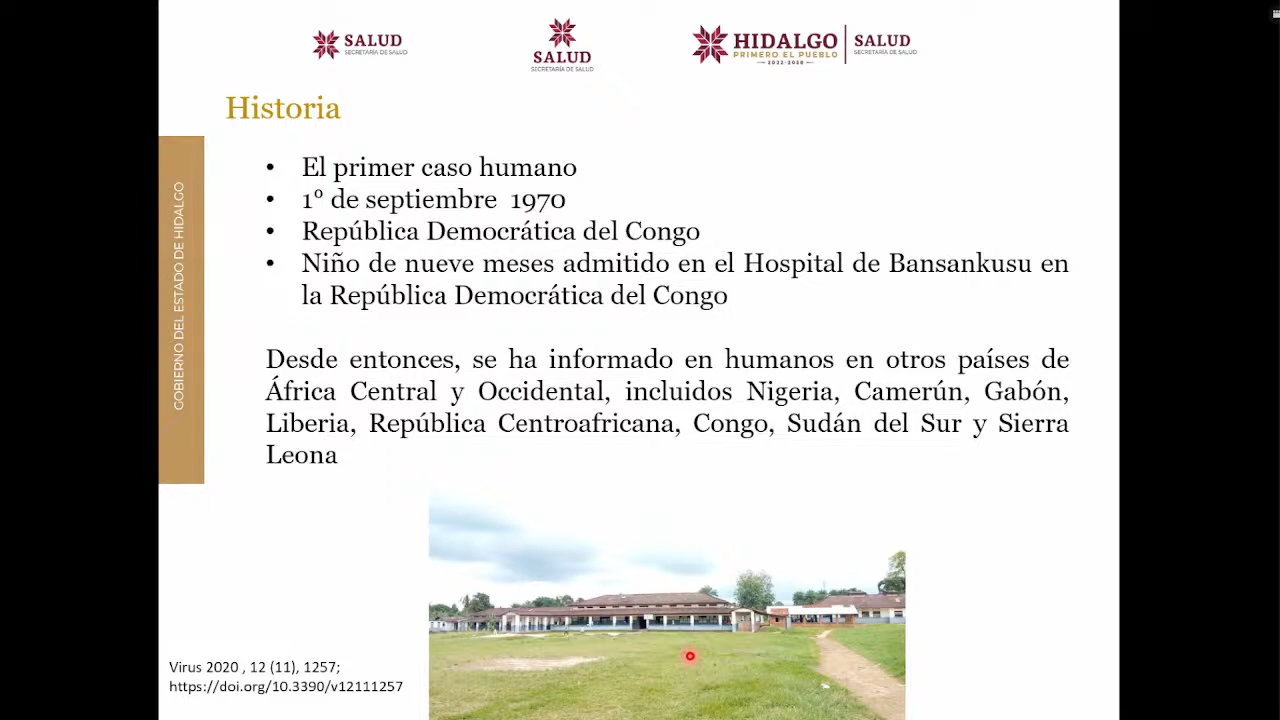 SALUD
SECRETARÍA DE SALUD
SALUD
SECRETARÍA DE SALUD
HIDALGO
PRIMERO EL PUEBLO
2022-2028
SALUD
SECRETARÍA DE SALUD
Historia
GOBIERNO DEL ESTADO DE HIDALGO
• El primer caso humano
• 1° de septiembre 1970
• República Democrática del Congo
• Niño de nueve meses admitido en el Hospital de Bansankusu en
la República Democrática del Congo
Desde entonces, se ha informado en humanos en otros países de
África Central y Occidental, incluidos Nigeria, Camerún, Gabón,
Liberia, República Centroafricana, Congo, Sudán del Sur y Sierra
Leona
Virus 2020 , 12 (11), 1257;
https://doi.org/10.3390/v12111257